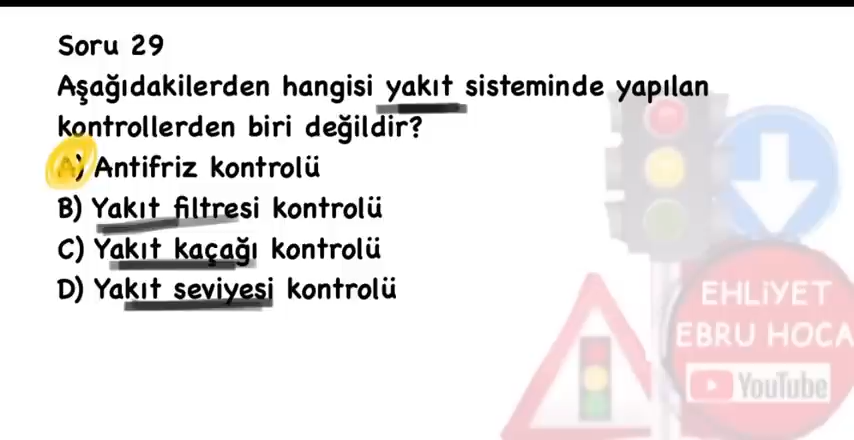 Soru 29
Aşağıdakilerden hangisi yakıt sisteminde yapılan
kontrollerden biri değildir?
A) Antifriz kontrolü
B) Yakıt filtresi kontrolü
C) Yakıt kaçağı kontrolü
D) Yakıt seviyesi kontrolü
EHLİYET
EBRU HOCA
YouTube